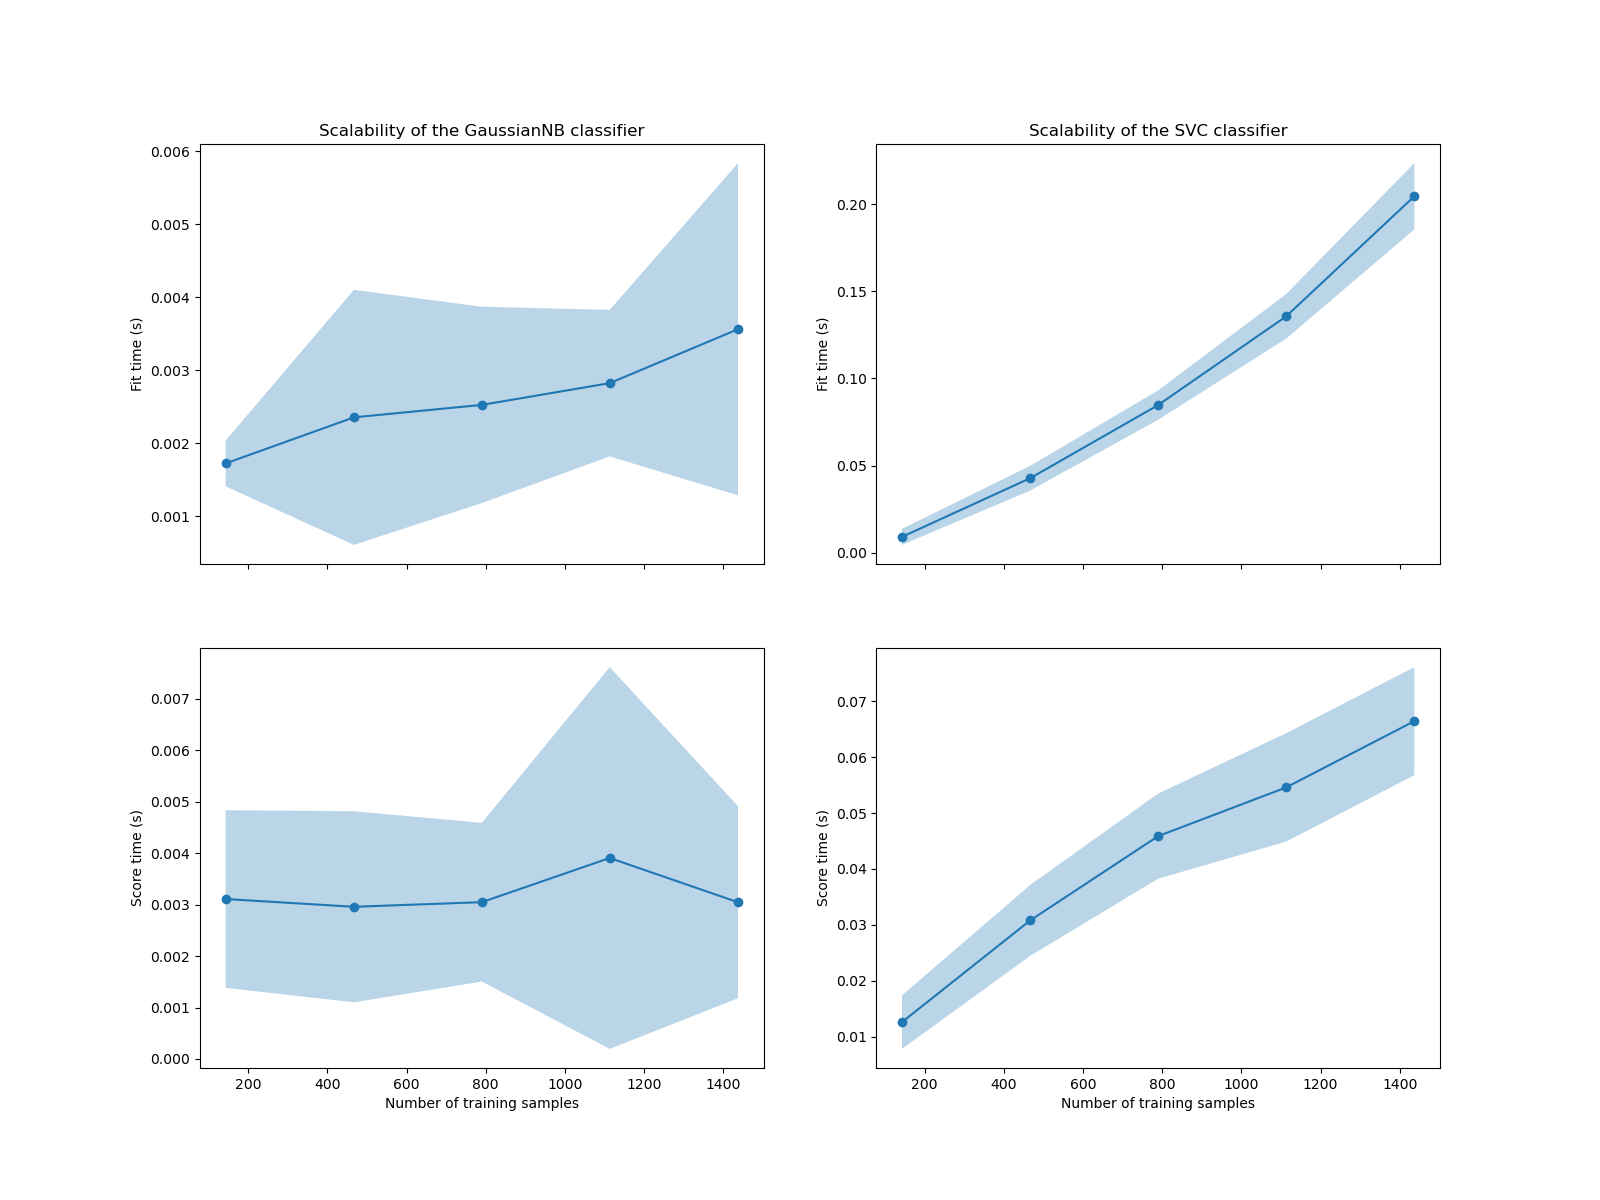 Scalability of the GaussianNB classifier
0.006
0.005
0.004
0.003
0.002
0.001
Fit time (s)
Scalability of the SVC classifier
0.20
0.15
0.10
0.05
0.00
Fit time (s)
0.007
0.006
0.005
0.004
0.003
0.002
0.001
0.000
Score time (s)
200 400 600 800 1000 1200 1400
Number of training samples
0.07
0.06
0.05
0.04
0.03
0.02
0.01
Score time (s)
200 400 600 800 1000 1200 1400
Number of training samples